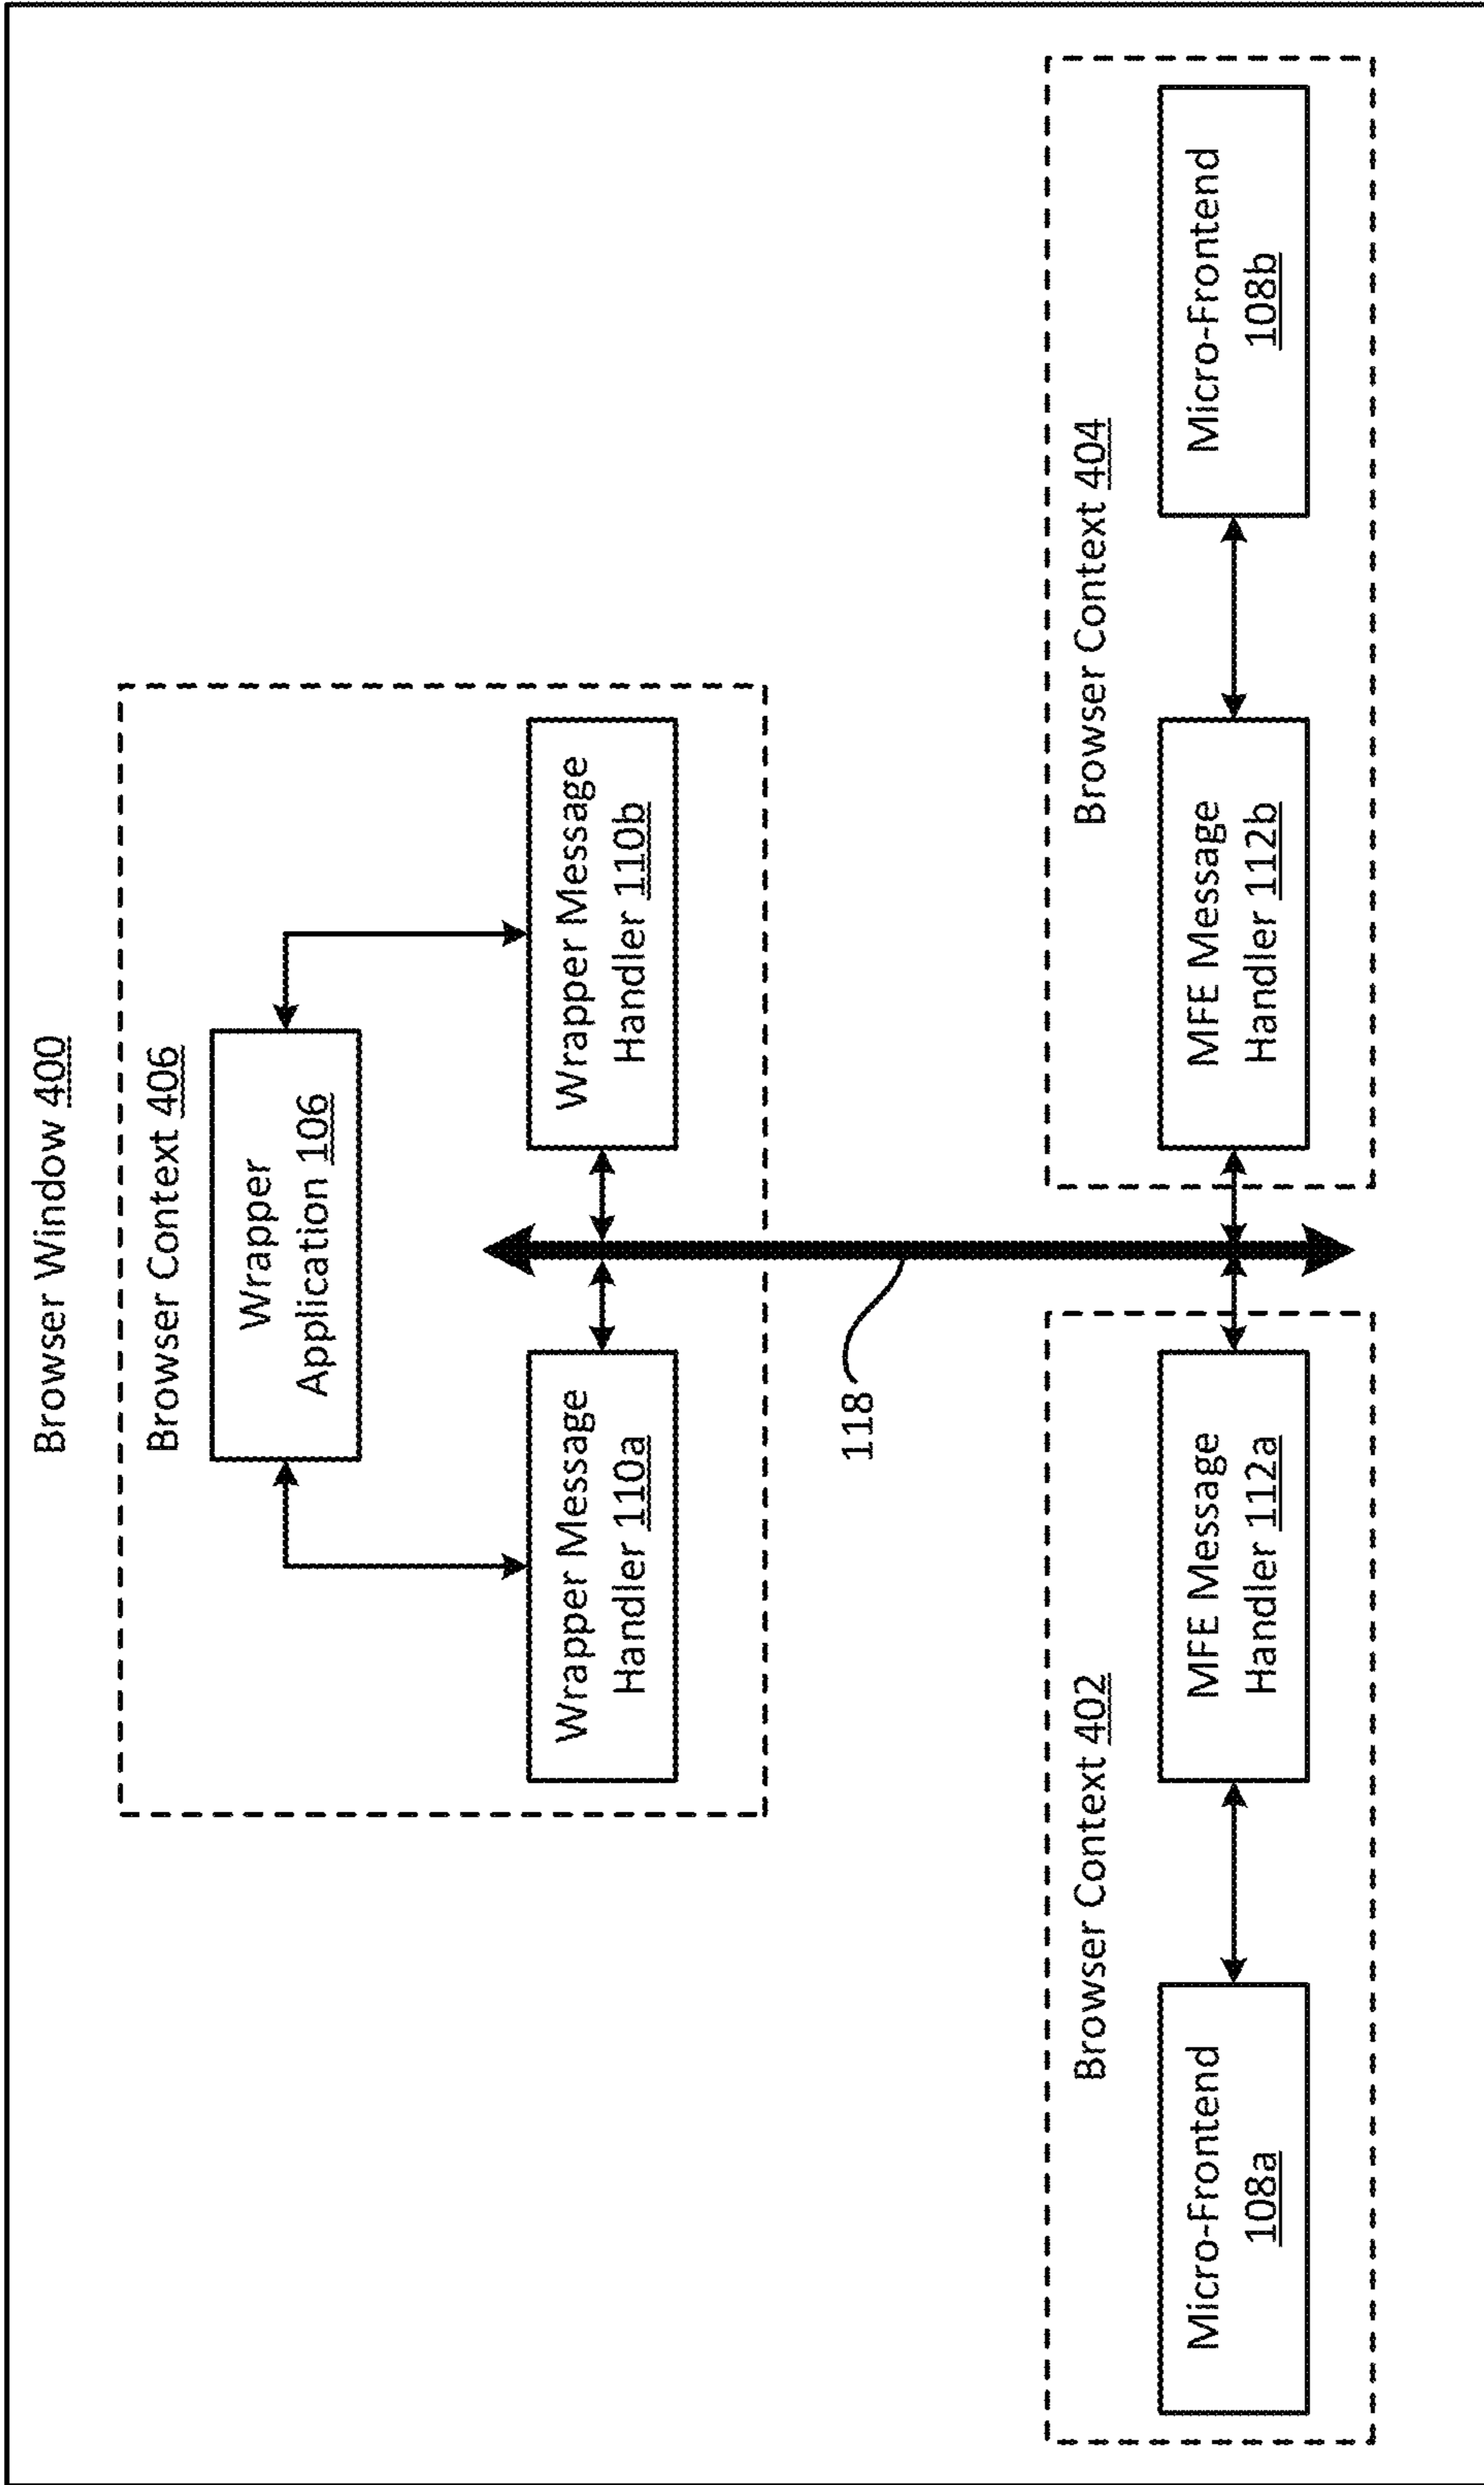 Browser Window 400
Browser Context 406
Wrapper
Application 106
Wrapper Message
Handler 110a
Wrapper Message
Handler 110b
118
Browser Context 402
Micro-Frontend
108a
MFE Message
Handler 112a
Browser Context 404
MFE Message
Handler 112b
Micro-Frontend
108b